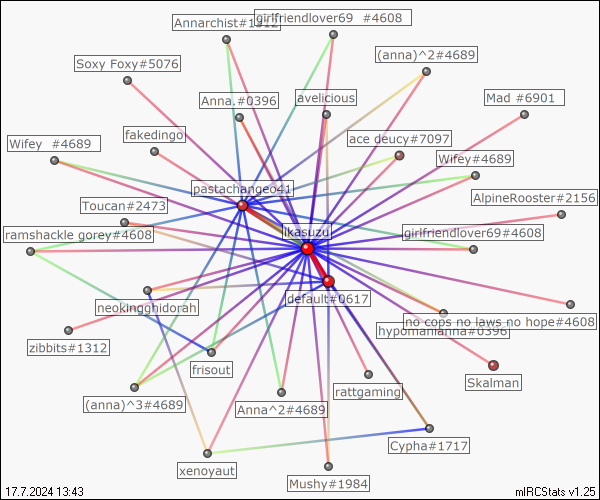 Annarchist#1312
girlfriendlover69 #4608
(anna)^2#4689
Soxy Foxy#5076
Anna.#0396
avelicious
Mad #6901
fakedingo
ace deucy#7097
Wifey #4689
Wifey#4689
pastachangeo41
AlpineRooster#2156
Toucan#2473
likasuzu
ramshackle gorey#4608
girlfriendlover69#4608
neokingghidorah
default#0617
no cops no laws no hope#4608
hypomanianna#0396
zibbits#1312
frisout
Skalman
rattgaming
(anna)^3#4689
Anna^2#4689
Cypha#1717
xenoyaut
Mushy#1984
17.7.2024 13:43
mIRCStats v1.25